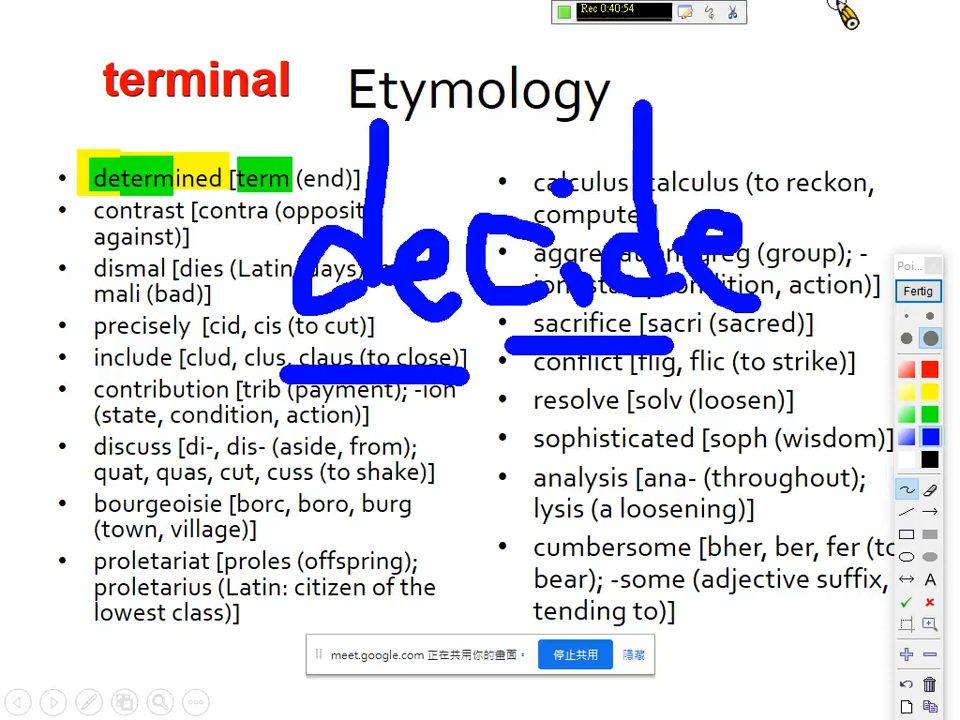 Rec 0:40:54
terminal Etymology
decide
• determined [term (end)]
• contrast [contra (opposite
against)]
• dismal [dies (Latin: days)
mali (bad)]
• precisely [cid, cis (to cut)]
• include [clud, clus, claus (to close)]
• contribution [trib (payment); -ion
(state, condition, action)]
• discuss [di-, dis- (aside, from);
quat, quas, cut, cuss (to shake)]
• bourgeoisie [borc, boro, burg
(town, village)]
• proletariat [proles (offspring);
proletarius (Latin: citizen of the
lowest class)]
• calculus [calculus (to reckon,
compute)]
• aggregation greg (group); -
ion (state, condition, action)]
• sacrifice [sacri (sacred)]
• conflict [flig, flic (to strike)]
• resolve [solv (loosen)]
• sophisticated [soph (wisdom)]
• analysis [ana- (throughout);
lysis (a loosening)]
• cumbersome [bher, ber, fer (to
bear); -some (adjective suffix,
tending to)]
Poi...
Fertig
A
meet.google.com 正在共用你的畫面。 停止共用 隱藏